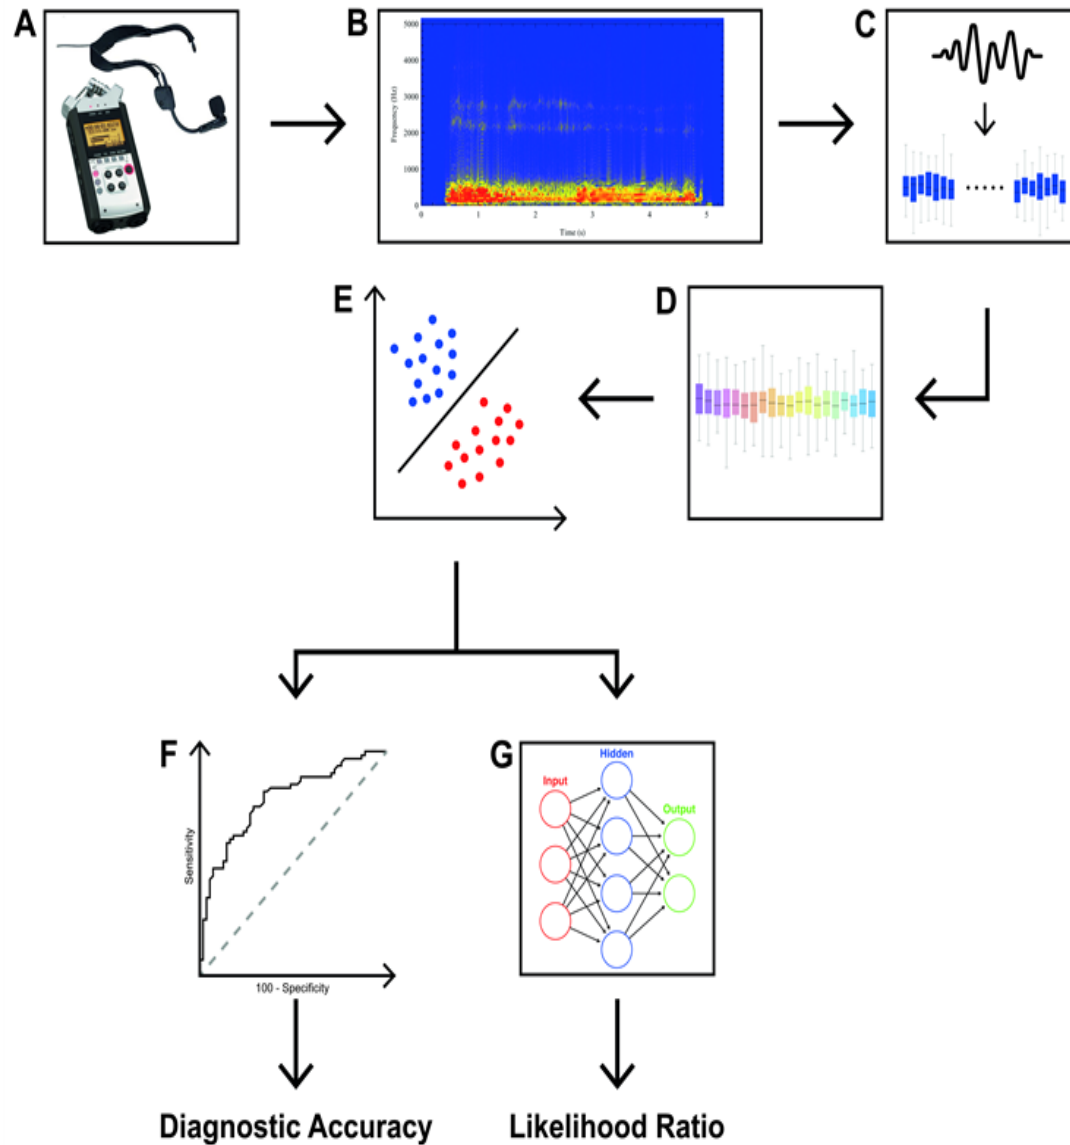 A
B
C
5000
4000
3000
2000
1000
0
Frequency (Hz)
0 1 2 3 4 5
Time (s)
E
D
F
G
Sensitivity
100 - Specificity
Hidden
Input
Output
Diagnostic Accuracy
Likelihood Ratio